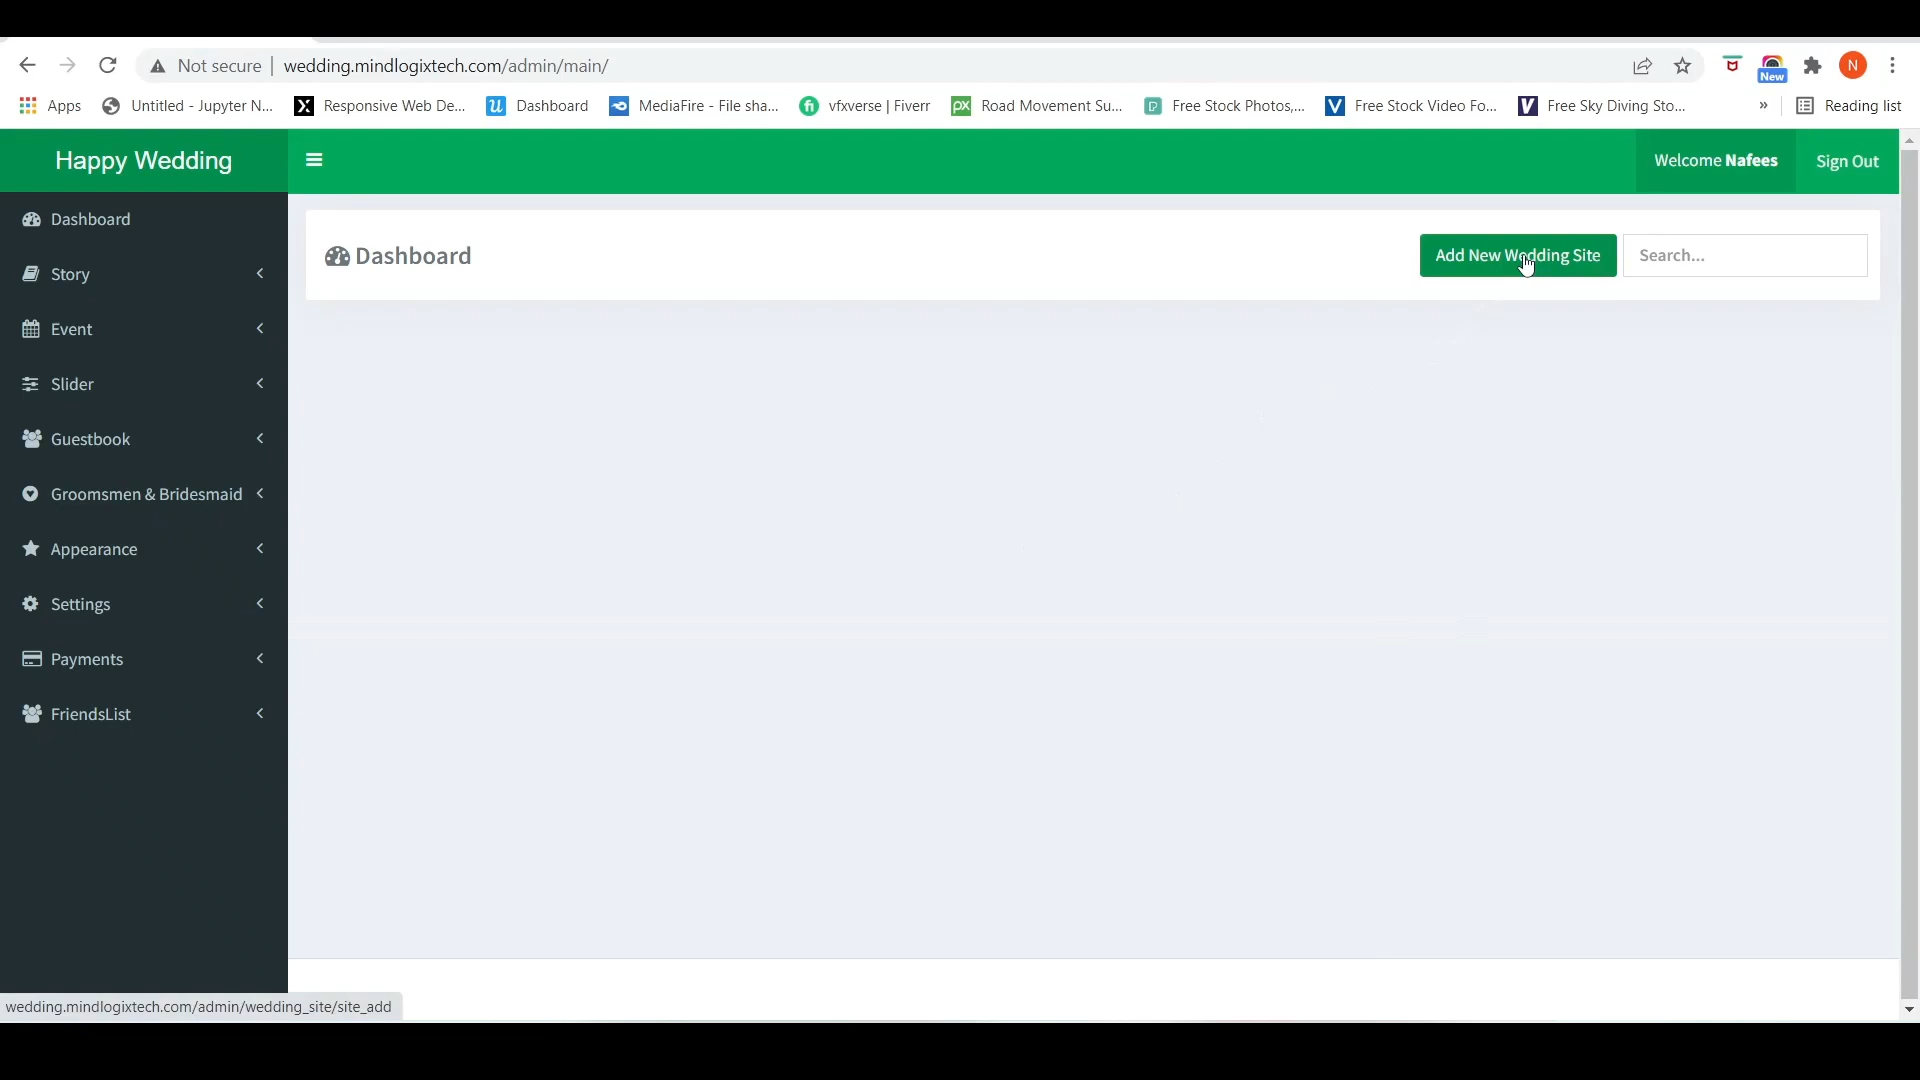 Not secure | wedding.mindlogixtech.com/admin/main/
New
N
Apps
Untitled - Jupyter N...
Responsive Web De...
Dashboard
MediaFire - File sha...
vfxverse | Fiverr
Road Movement Su...
Free Stock Photos,...
Free Stock Video Fo...
Free Sky Diving Sto...
»
Reading list
Happy Wedding
Welcome Nafees
Sign Out
Dashboard
Story
Event
Slider
Guestbook
Groomsmen & Bridesmaid
Appearance
Settings
Payments
FriendsList
Dashboard
Add New Wedding Site
Search...
wedding.mindlogixtech.com/admin/wedding_site/site_add